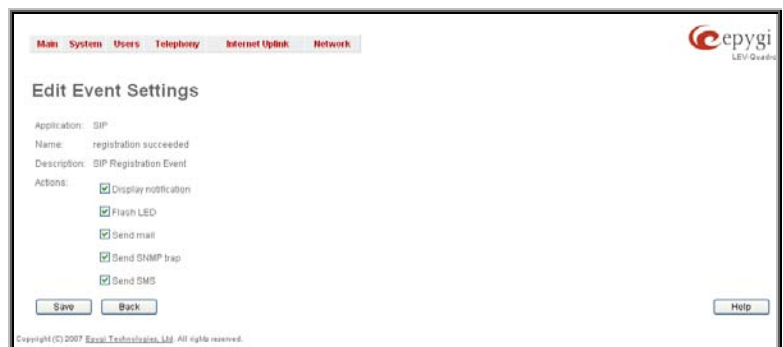 Main System Users Telephony Internet Uplink Network
epygi
LEV-Quadro
Edit Event Settings
Application: SIP
Name: registration succeeded
Description: SIP Registration Event
Actions:
Display notification
Flash LED
Send mail
Send SNMP trap
Send SMS
Save Back Help
Copyright (C) 2007 Epygi Technologies, Ltd. All rights reserved.